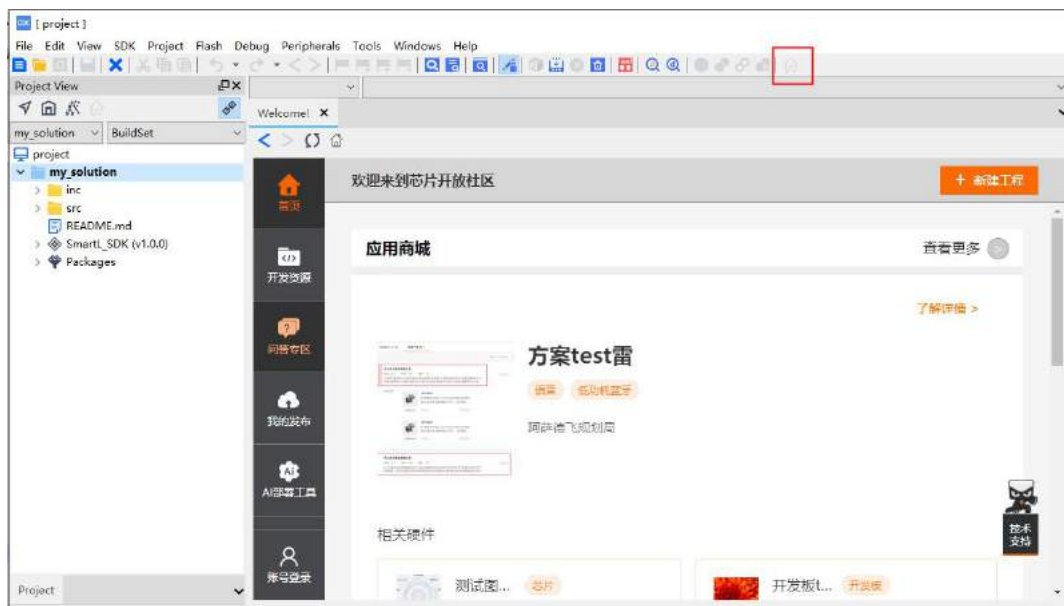 [ project ]
File Edit View SDK Project Flash Debug Peripherals Tools Windows Help
Project View
my_solution
BuildSet
project
my_solution
inc
src
README.md
SmartL_SDK (v1.0.0)
Packages
Project
Welcome!
首页
开发资源
问答专区
我的发布
AI部署工具
账号登录
欢迎来到芯片开放社区
+ 新建工程
应用商城
查看更多
了解详情 >
方案test雷
低功耗蓝牙
阿萨德飞规划局
相关硬件
测试图...
芯片
开发板t...
开发板
技术
支持